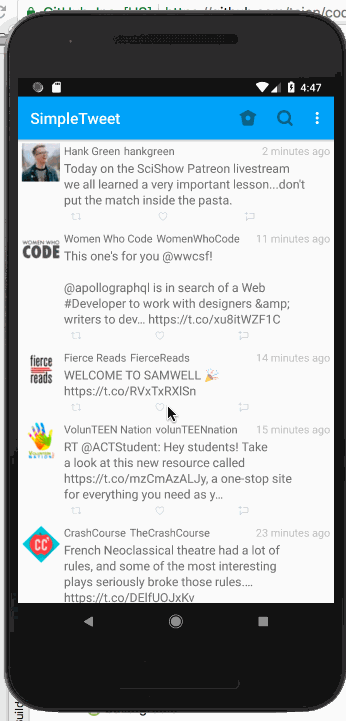 4:47
SimpleTweet
Hank Green hankgreen 2 minutes ago
Today on the SciShow Patreon livestream
we all learned a very important lesson...don't
put the match inside the pasta.
WOMEN WHO
CODE
Women Who Code WomenWhoCode 11 minutes ago
This one's for you @wwcsf!
@apollographql is in search of a Web
#Developer to work with designers &amp;
writers to dev… https://t.co/xu8itWZF1C
fierce
reads
Fierce Reads FierceReads 14 minutes ago
WELCOME TO SAMWELL 🎉
https://t.co/RVxTxRXlSn
VolunTEEN Nation volunTEENnation 15 minutes ago
RT @ACTStudent: Hey students! Take
a look at this new resource called
https://t.co/mzCmAzALJy, a one-stop site
for everything you need as y…
CC
CrashCourse TheCrashCourse 23 minutes ago
French Neoclassical theatre had a lot of
rules, and some of the most interesting
plays seriously broke those rules.…
https://t.co/DElfUOJxKv